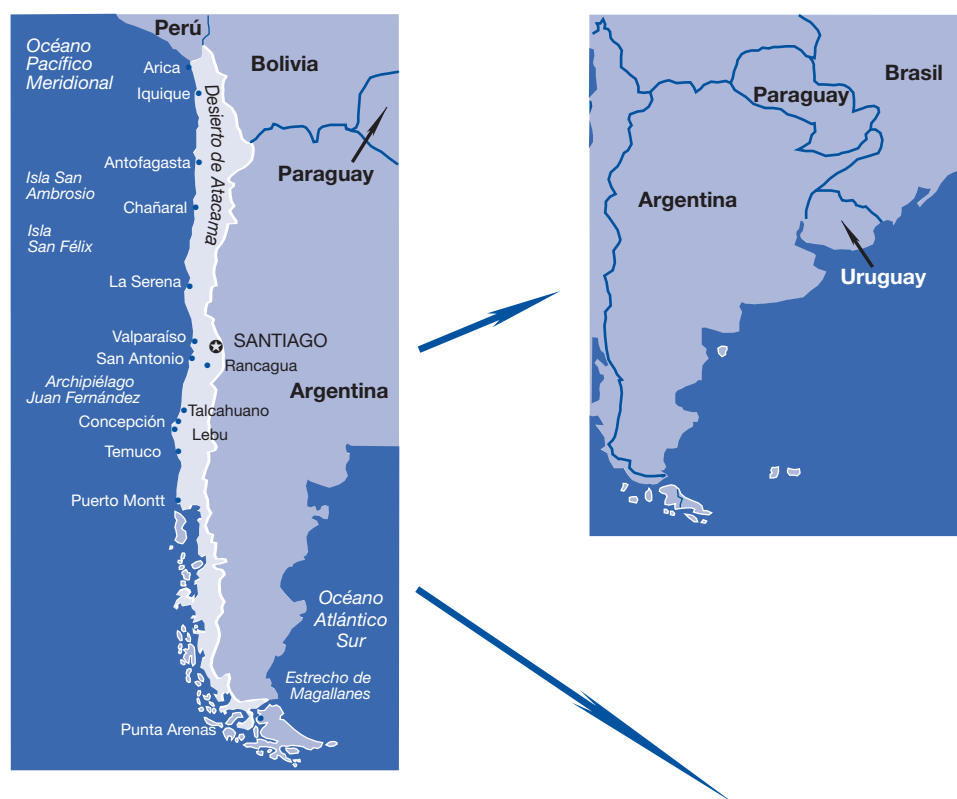 Perú
Océano
Pacífico
Meridional
Arica
Bolivia
Iquique
Desierto de Atacama
Antofagasta
Paraguay
Isla San
Ambrosio
Chañaral
Isla
San Félix
La Serena
Valparaíso
SANTIAGO
San Antonio
Rancagua
Archipiélago
Juan Fernández
Argentina
Talcahuano
Concepción
Lebu
Temuco
Puerto Montt
Océano
Atlántico
Sur
Estrecho de
Magallanes
Punta Arenas
Brasil
Paraguay
Argentina
Uruguay